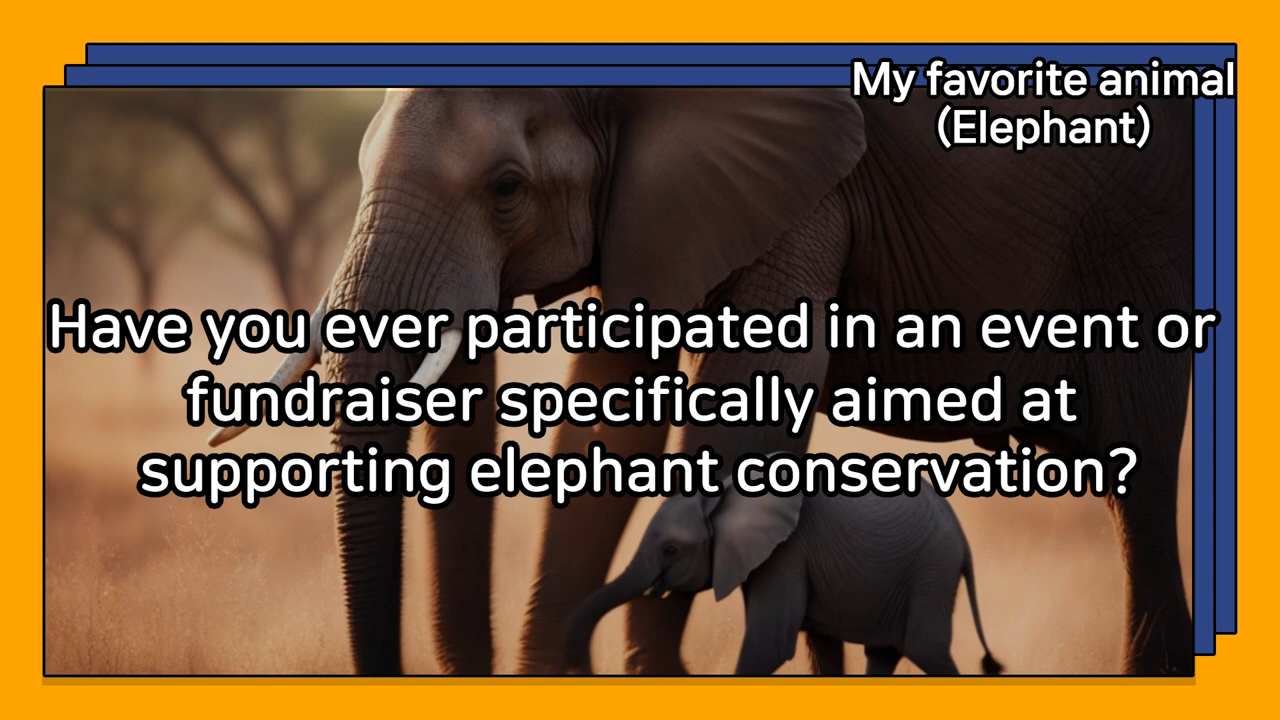 My favorite animal
(Elephant)
Have you ever participated in an event or
fundraiser specifically aimed at
supporting elephant conservation?